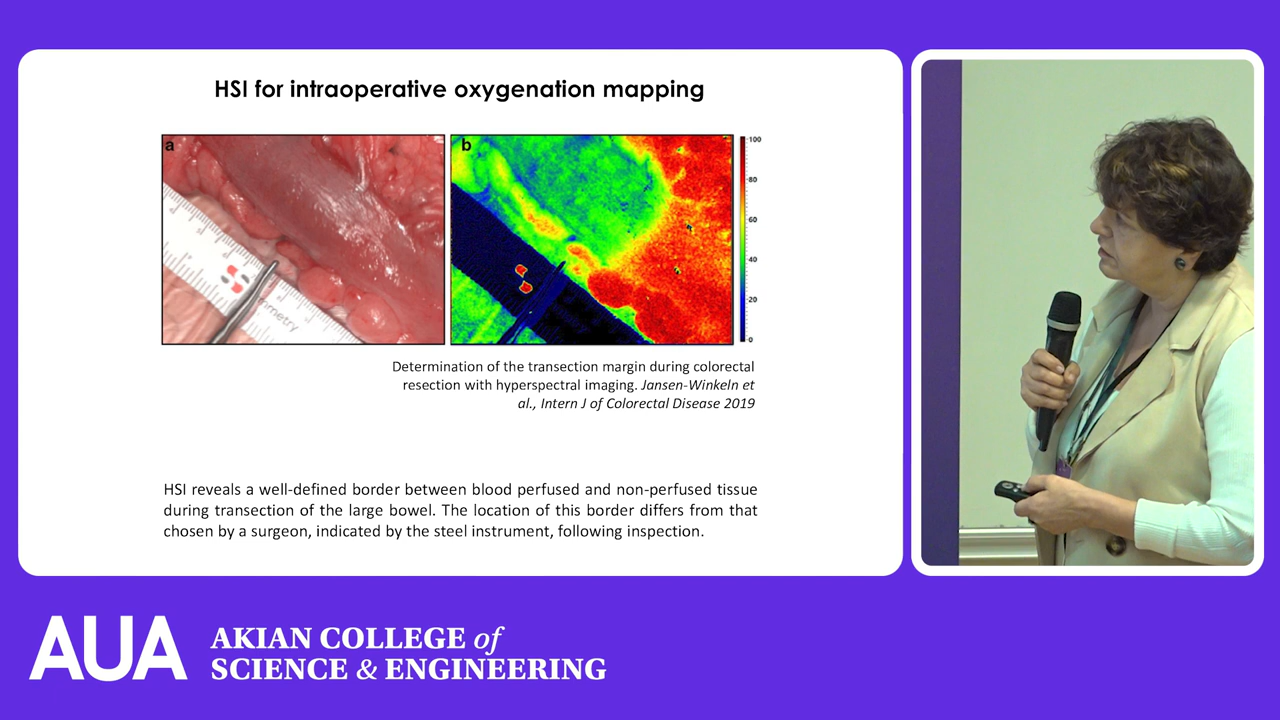 HSI for intraoperative oxygenation mapping
a
b
100
80
60
40
20
0
Determination of the transection margin during colorectal
resection with hyperspectral imaging. Jansen-Winkeln et
al., Intern J of Colorectal Disease 2019
HSI reveals a well-defined border between blood perfused and non-perfused tissue
during transection of the large bowel. The location of this border differs from that
chosen by a surgeon, indicated by the steel instrument, following inspection.
AUA
AKIAN COLLEGE of
SCIENCE & ENGINEERING